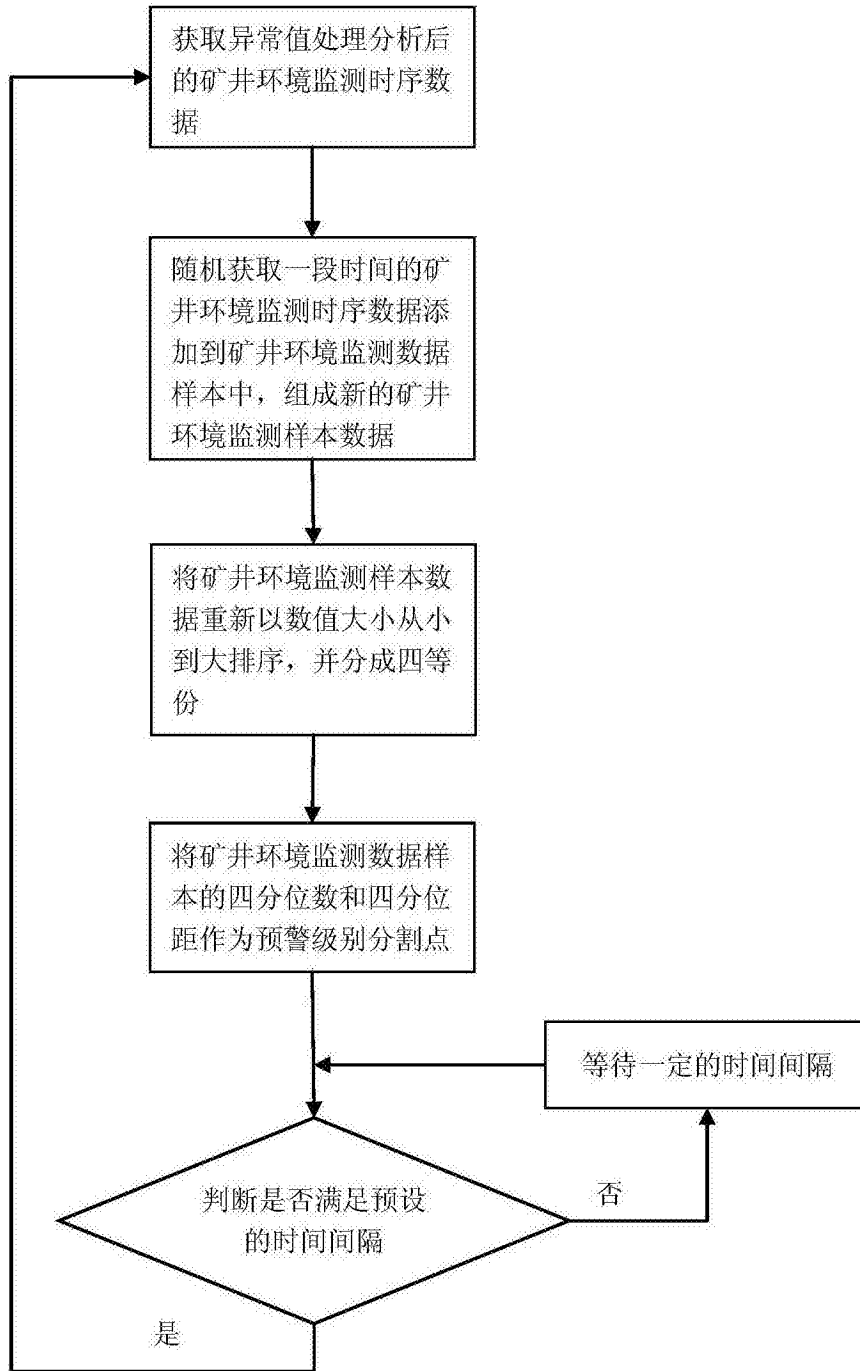 获取异常值处理分析后
的矿井环境监测时序数
据
随机获取一段时间的矿
井环境监测时序数据添
加到矿井环境监测数据
样本中，组成新的矿井
环境监测样本数据
将矿井环境监测样本数
据重新以数值大小从小
到大排序，并分成四等
份
将矿井环境监测数据样
本的四分位数和四分位
距作为预警级别分割点
等待一定的时间间隔
判断是否满足预设
的时间间隔
否
是